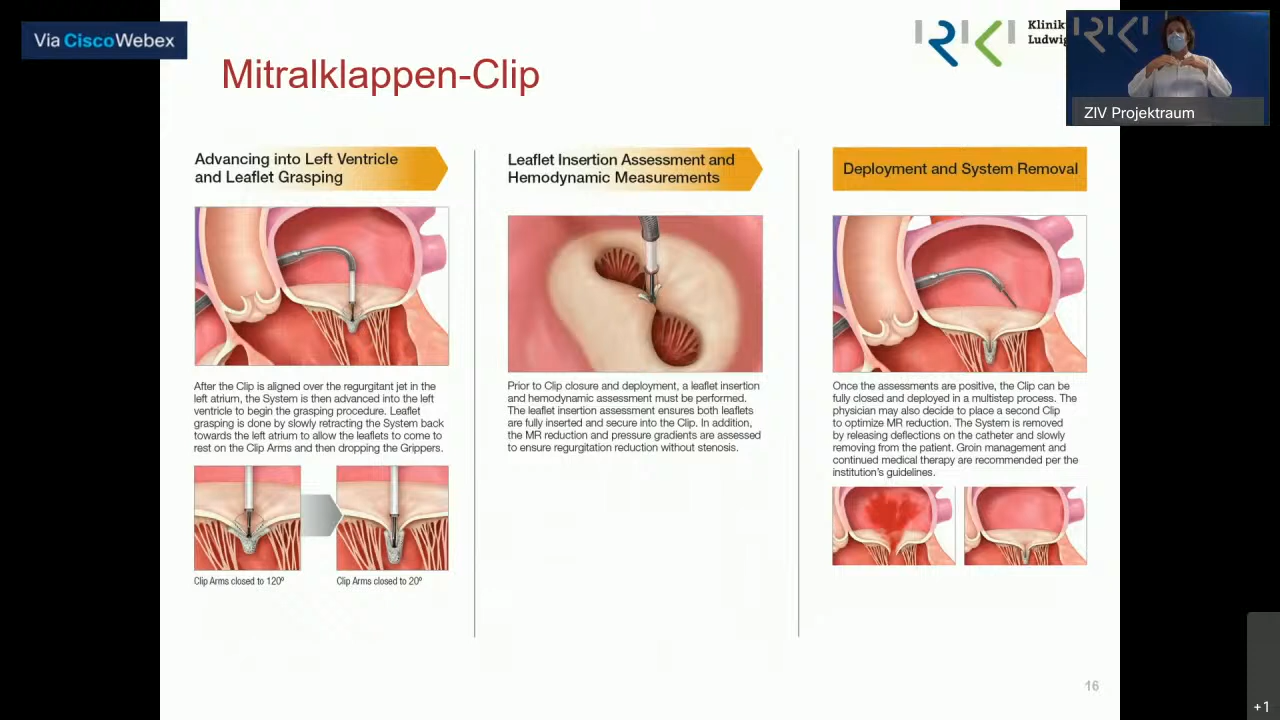 Via CiscoWebex
Mitralklappen-Clip
RKI
Klinik
Ludwig
RKI
ZIV Projektraum
Advancing into Left Ventricle
and Leaflet Grasping
After the Clip is aligned over the regurgitant jet in the
left atrium, the System is then advanced into the left
ventricle to begin the grasping procedure. Leaflet
grasping is done by slowly retracting the System back
towards the left atrium to allow the leaflets to come to
rest on the Clip Arms and then dropping the Grippers.
Clip Arms closed to 120º
Clip Arms closed to 20º
Leaflet Insertion Assessment and
Hemodynamic Measurements
Prior to Clip closure and deployment, a leaflet insertion
and hemodynamic assessment must be performed.
The leaflet insertion assessment ensures both leaflets
are fully inserted and secure into the Clip. In addition,
the MR reduction and pressure gradients are assessed
to ensure regurgitation reduction without stenosis.
Deployment and System Removal
Once the assessments are positive, the Clip can be
fully closed and deployed in a multistep process. The
physician may also decide to place a second Clip
to optimize MR reduction. The System is removed
by releasing deflections on the catheter and slowly
removing from the patient. Groin management and
continued medical therapy are recommended per the
institution's guidelines.
16
+1